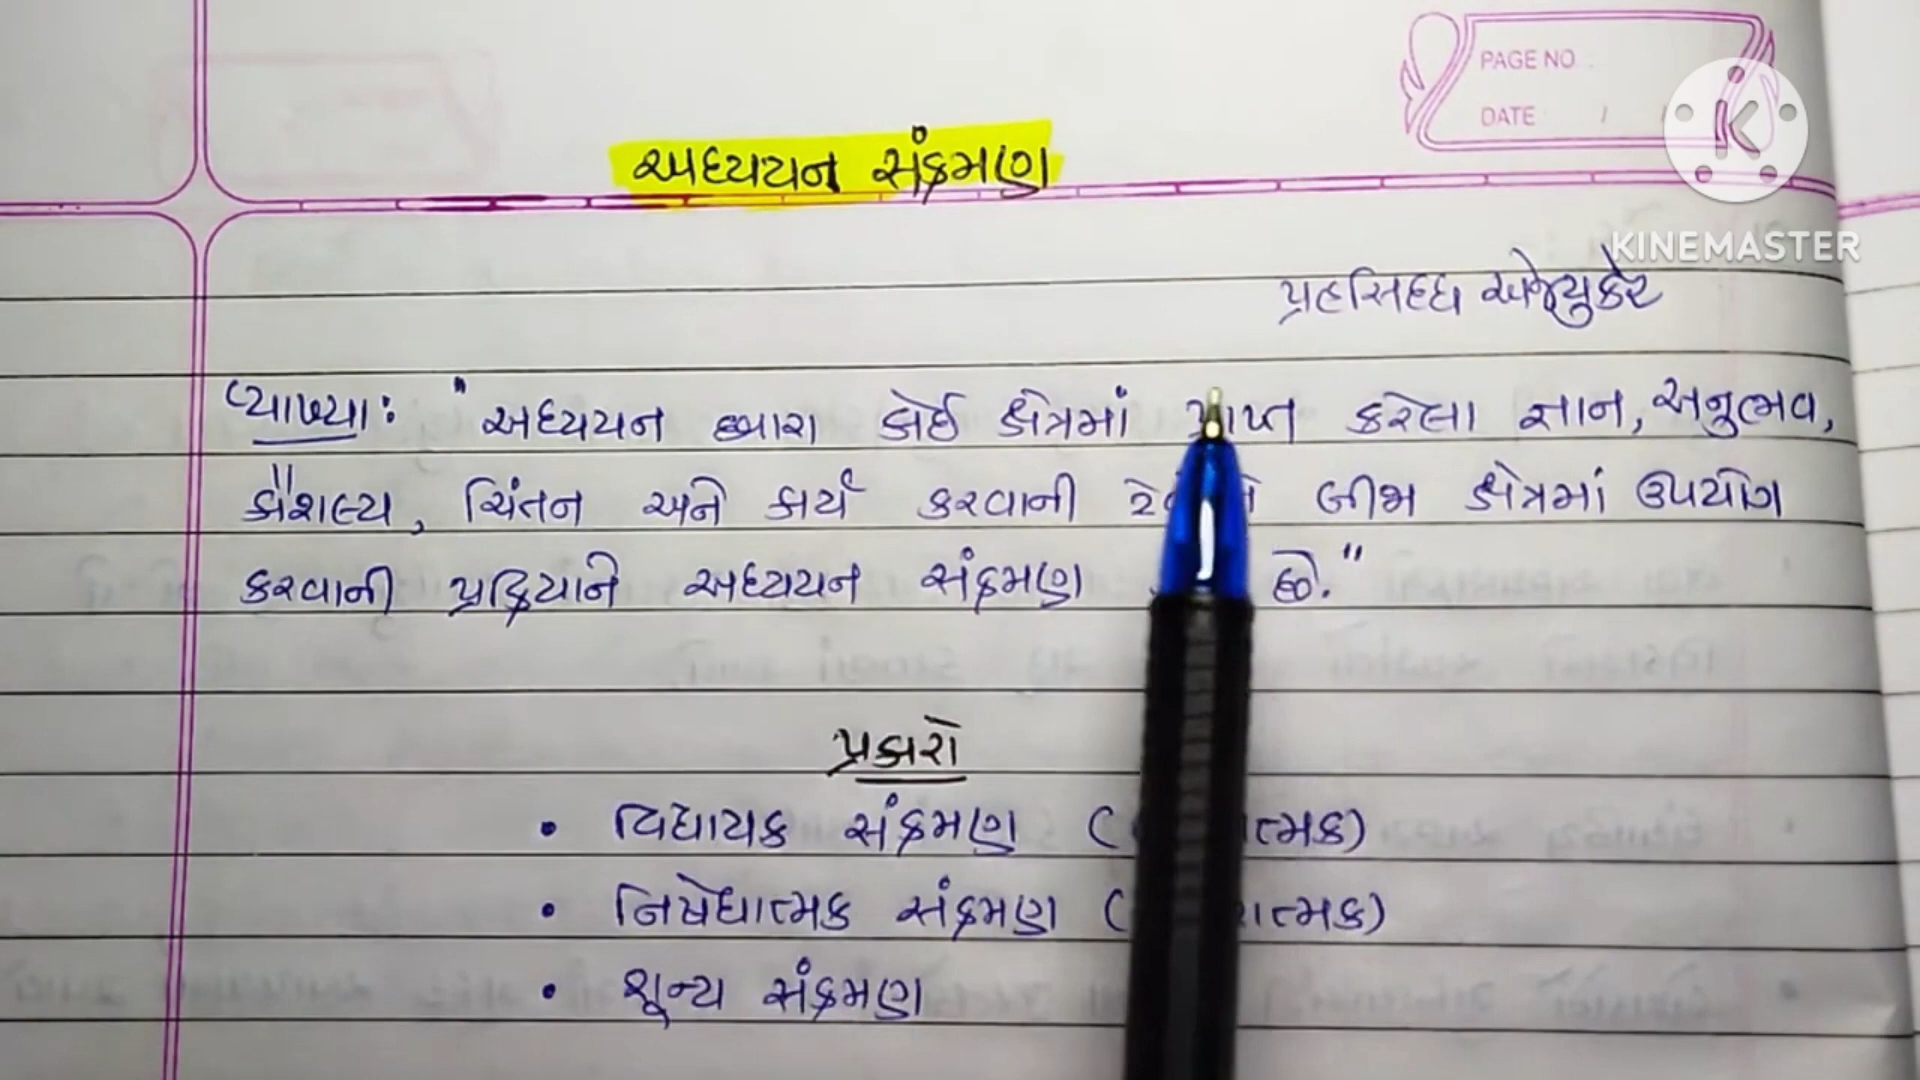 PAGE NO.
DATE / /
K
KINEMASTER
અધ્યયન સંક્રમણ
પ્રહસિદ્ધ એજ્યુકેર
વ્યાખ્યા: "અધ્યયન દ્વારા કોઈ ક્ષેત્રમાં પ્રાપ્ત કરેલા જ્ઞાન, અનુભવ,
કૌશલ્ય, ચિંતન અને કાર્ય કરવાની બીજા ક્ષેત્રમાં ઉપયોગ
કરવાની પ્રક્રિયાને અધ્યયન સંક્રમણ છે."
પ્રકારો
• વિધાયક સંક્રમણ (
• નિષેધાત્મક સંક્રમણ (
• શૂન્ય સંક્રમણ